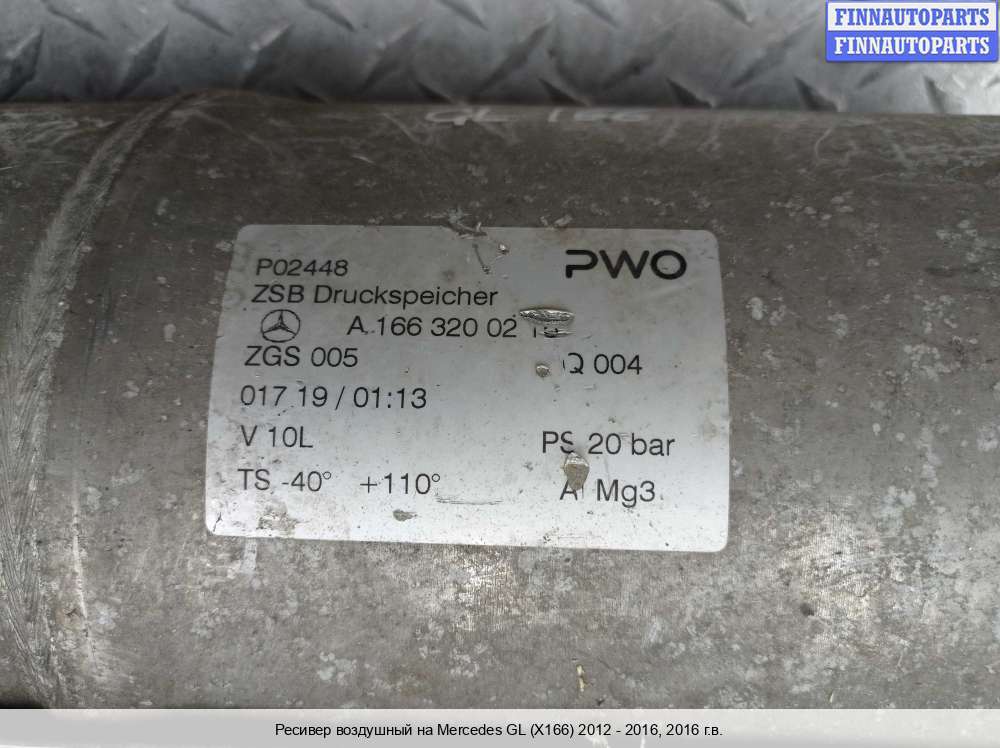 FINNAUTOPARTS
FINNAUTOPARTS
P02448
PWO
ZSB Druckspeicher
A 166 320 02
ZGS 005
Q 004
017 19 / 01:13
V 10L
PS 20 bar
TS -40° +110°
Mg3
Ресивер воздушный на Mercedes GL (X166) 2012 - 2016, 2016 г.в.